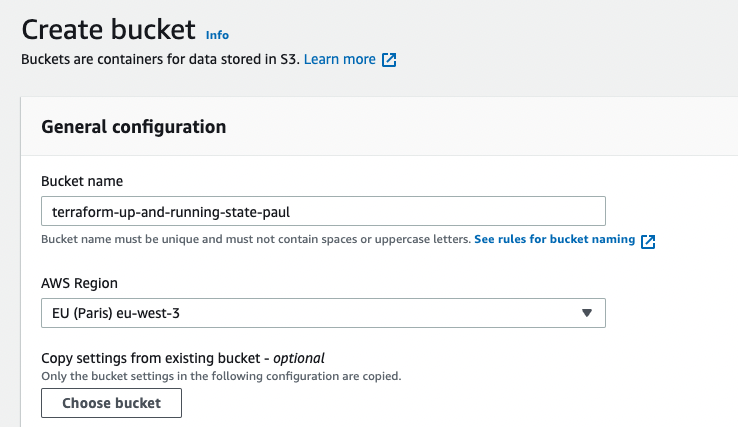 Create bucket Info
Buckets are containers for data stored in S3. Learn more
General configuration
Bucket name
terraform-up-and-running-state-paul
Bucket name must be unique and must not contain spaces or uppercase letters. See rules for bucket naming
AWS Region
EU (Paris) eu-west-3
Copy settings from existing bucket - optional
Only the bucket settings in the following configuration are copied.
Choose bucket